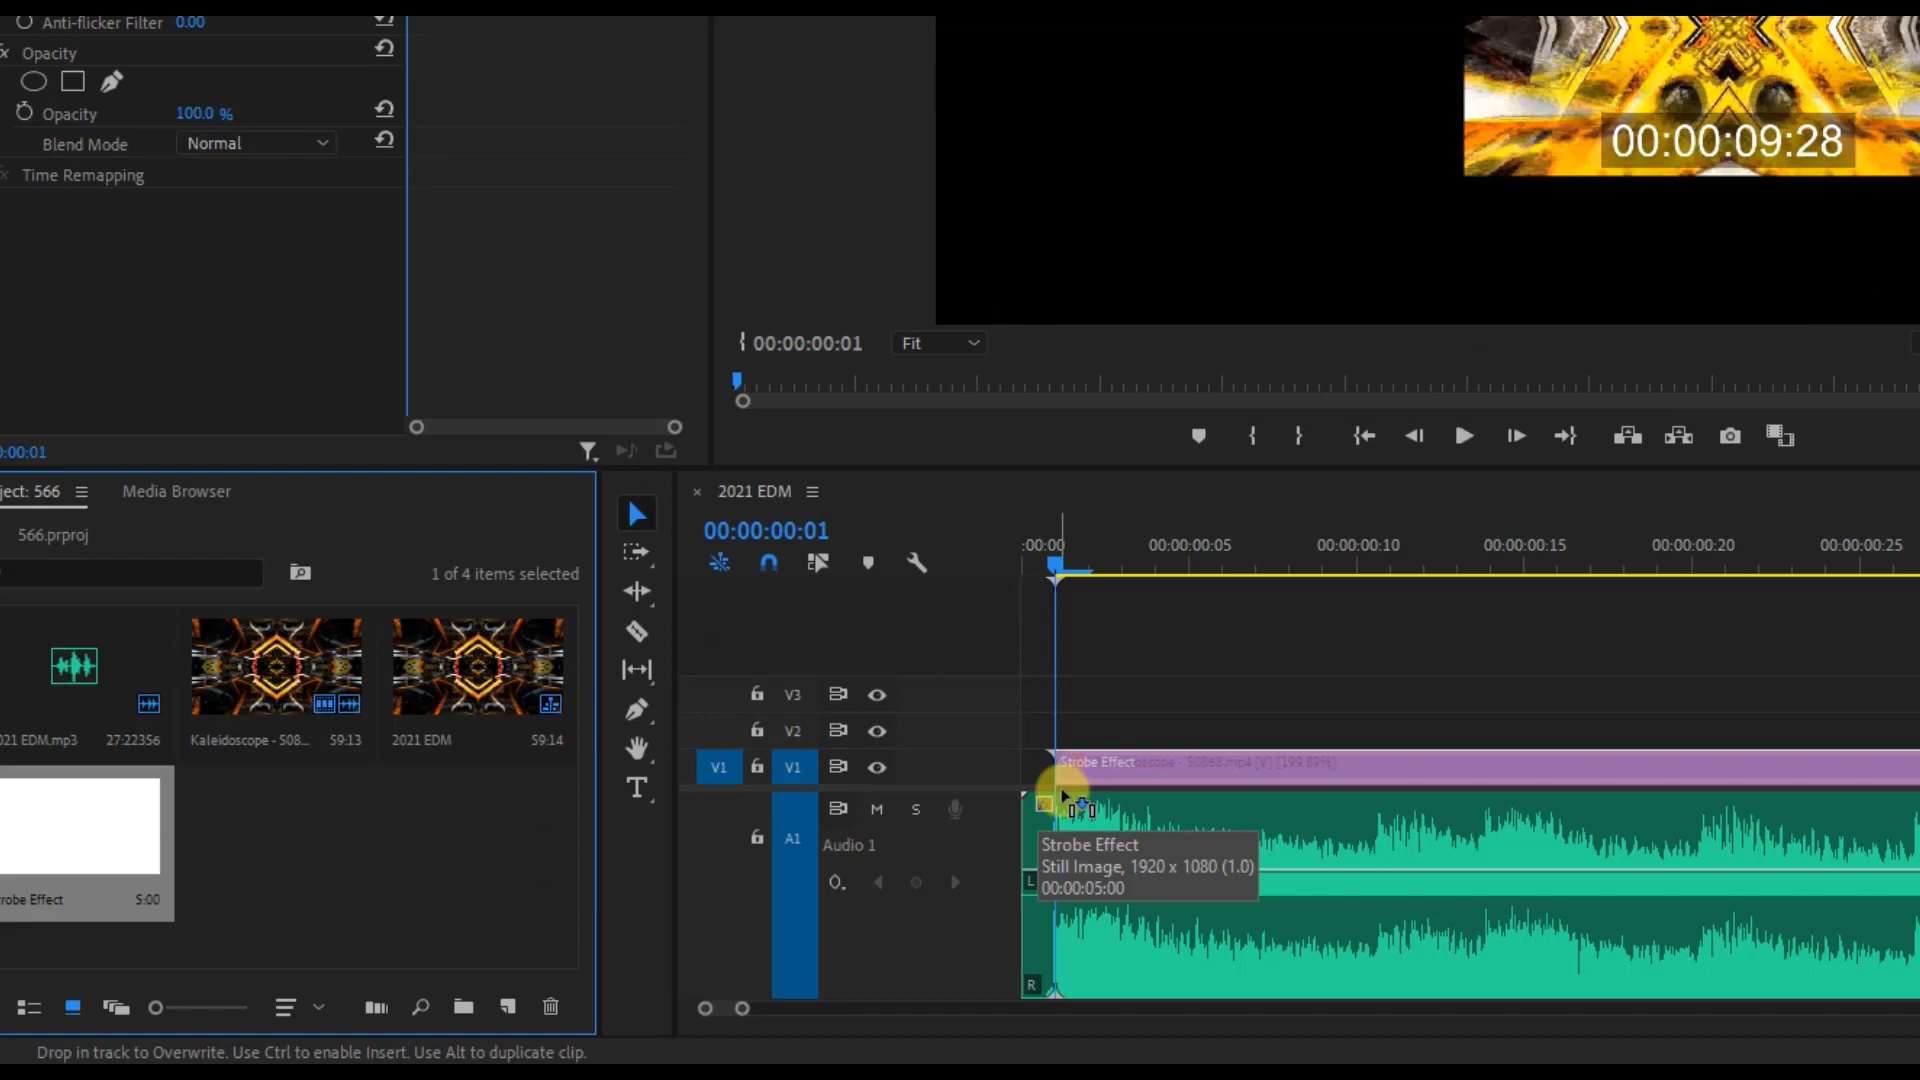 Anti-flicker Filter 0.00
Opacity
Opacity 100.0 %
Blend Mode Normal
Time Remapping
00:00:09:28
00:00:00:01 Fit
:00:01
ject: 566 Media Browser
566.prproj
1 of 4 items selected
021 EDM.mp3 27:22356
Kaleidoscope - 508... 59:13
2021 EDM 59:14
robe Effect 5:00
2021 EDM
00:00:00:01
:00:00 00:00:00:05 00:00:00:10 00:00:00:15 00:00:00:20 00:00:00:25
V3
V2
V1 V1
Strobe Effect oscope - 50868.mp4 [V] [199.89%]
M S
A1 Audio 1
Strobe Effect
Still Image, 1920 x 1080 (1.0)
00:00:05:00
L
R
Drop in track to Overwrite. Use Ctrl to enable Insert. Use Alt to duplicate clip.